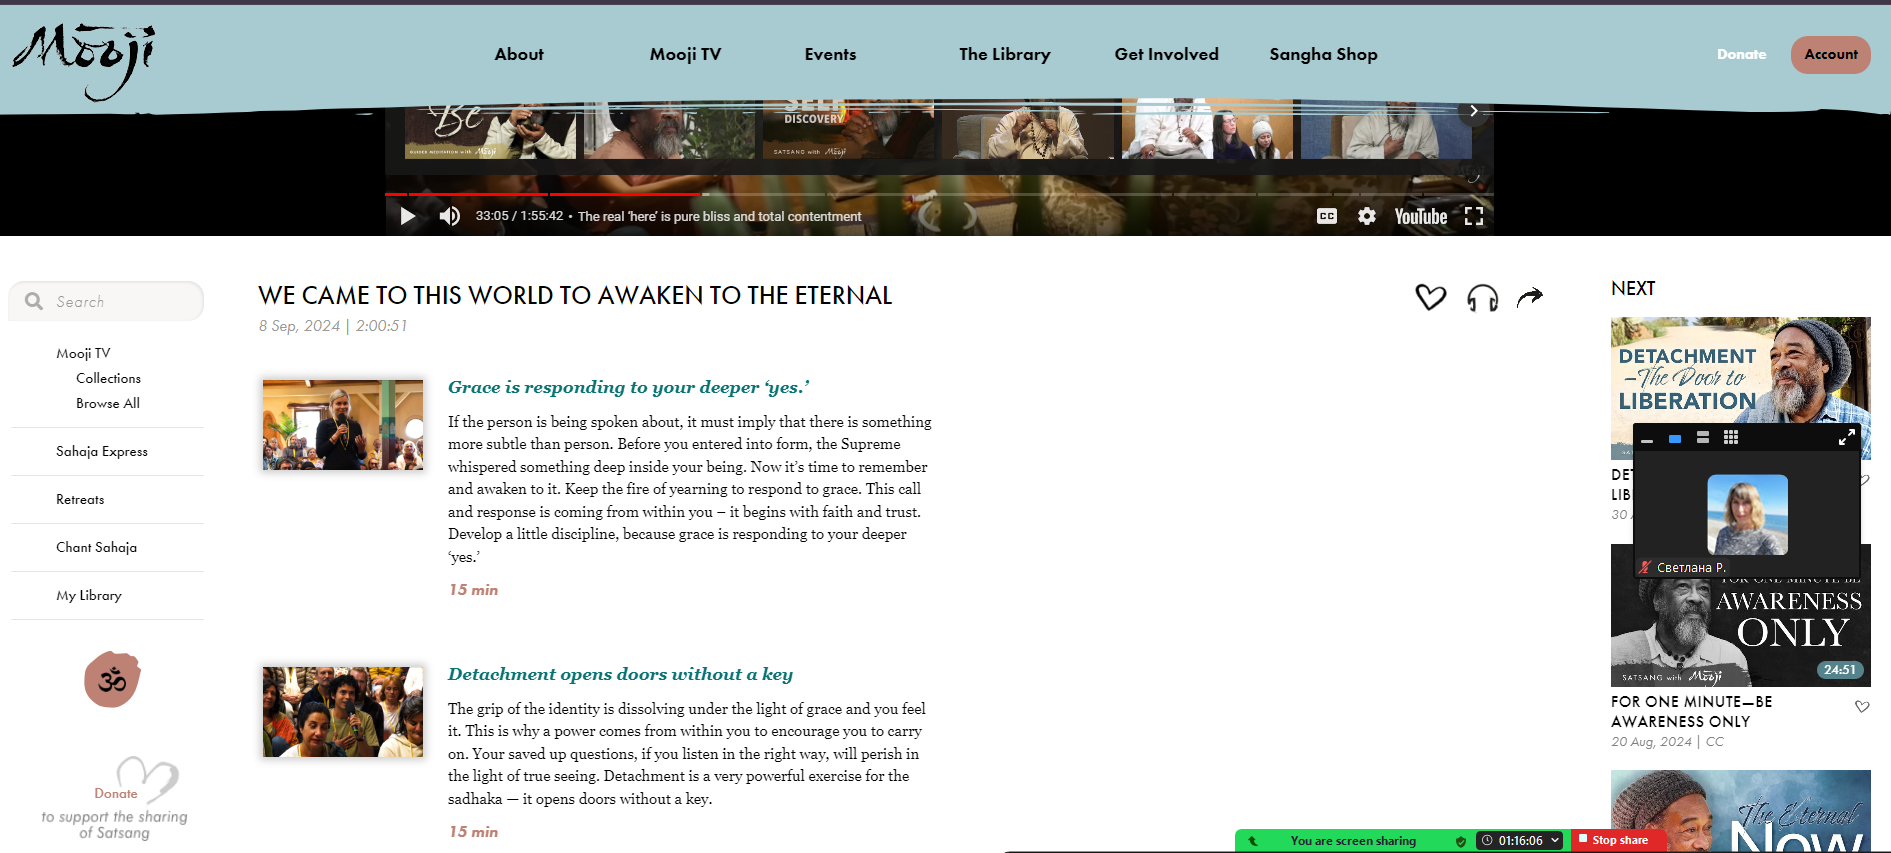 Mooji
About
Mooji TV
Events
The Library
Get Involved
Sangha Shop
Donate
Account
Be
GUIDED MEDITATION with Mooji
SELF
DISCOVERY
SATSANG with Mooji
33:05 / 1:55:42 • The real 'here' is pure bliss and total contentment
CC
YouTube
Search
Mooji TV
Collections
Browse All
Sahaja Express
Retreats
Chant Sahaja
My Library
ॐ
Donate
to support the sharing
of Satsang
WE CAME TO THIS WORLD TO AWAKEN TO THE ETERNAL
8 Sep, 2024 | 2:00:51
Grace is responding to your deeper ‘yes.’
If the person is being spoken about, it must imply that there is something
more subtle than person. Before you entered into form, the Supreme
whispered something deep inside your being. Now it’s time to remember
and awaken to it. Keep the fire of yearning to respond to grace. This call
and response is coming from within you – it begins with faith and trust.
Develop a little discipline, because grace is responding to your deeper
‘yes.’
15 min
Detachment opens doors without a key
The grip of the identity is dissolving under the light of grace and you feel
it. This is why a power comes from within you to encourage you to carry
on. Your saved up questions, if you listen in the right way, will perish in
the light of true seeing. Detachment is a very powerful exercise for the
sadhaka — it opens doors without a key.
15 min
NEXT
DETACHMENT
–The Door to
LIBERATION
30
Светлана Р.
FOR ONE MINUTE BE
AWARENESS
ONLY
SATSANG with Mooji
24:51
FOR ONE MINUTE—BE
AWARENESS ONLY
20 Aug, 2024 | CC
The Eternal
Now
You are screen sharing
01:16:06
Stop share